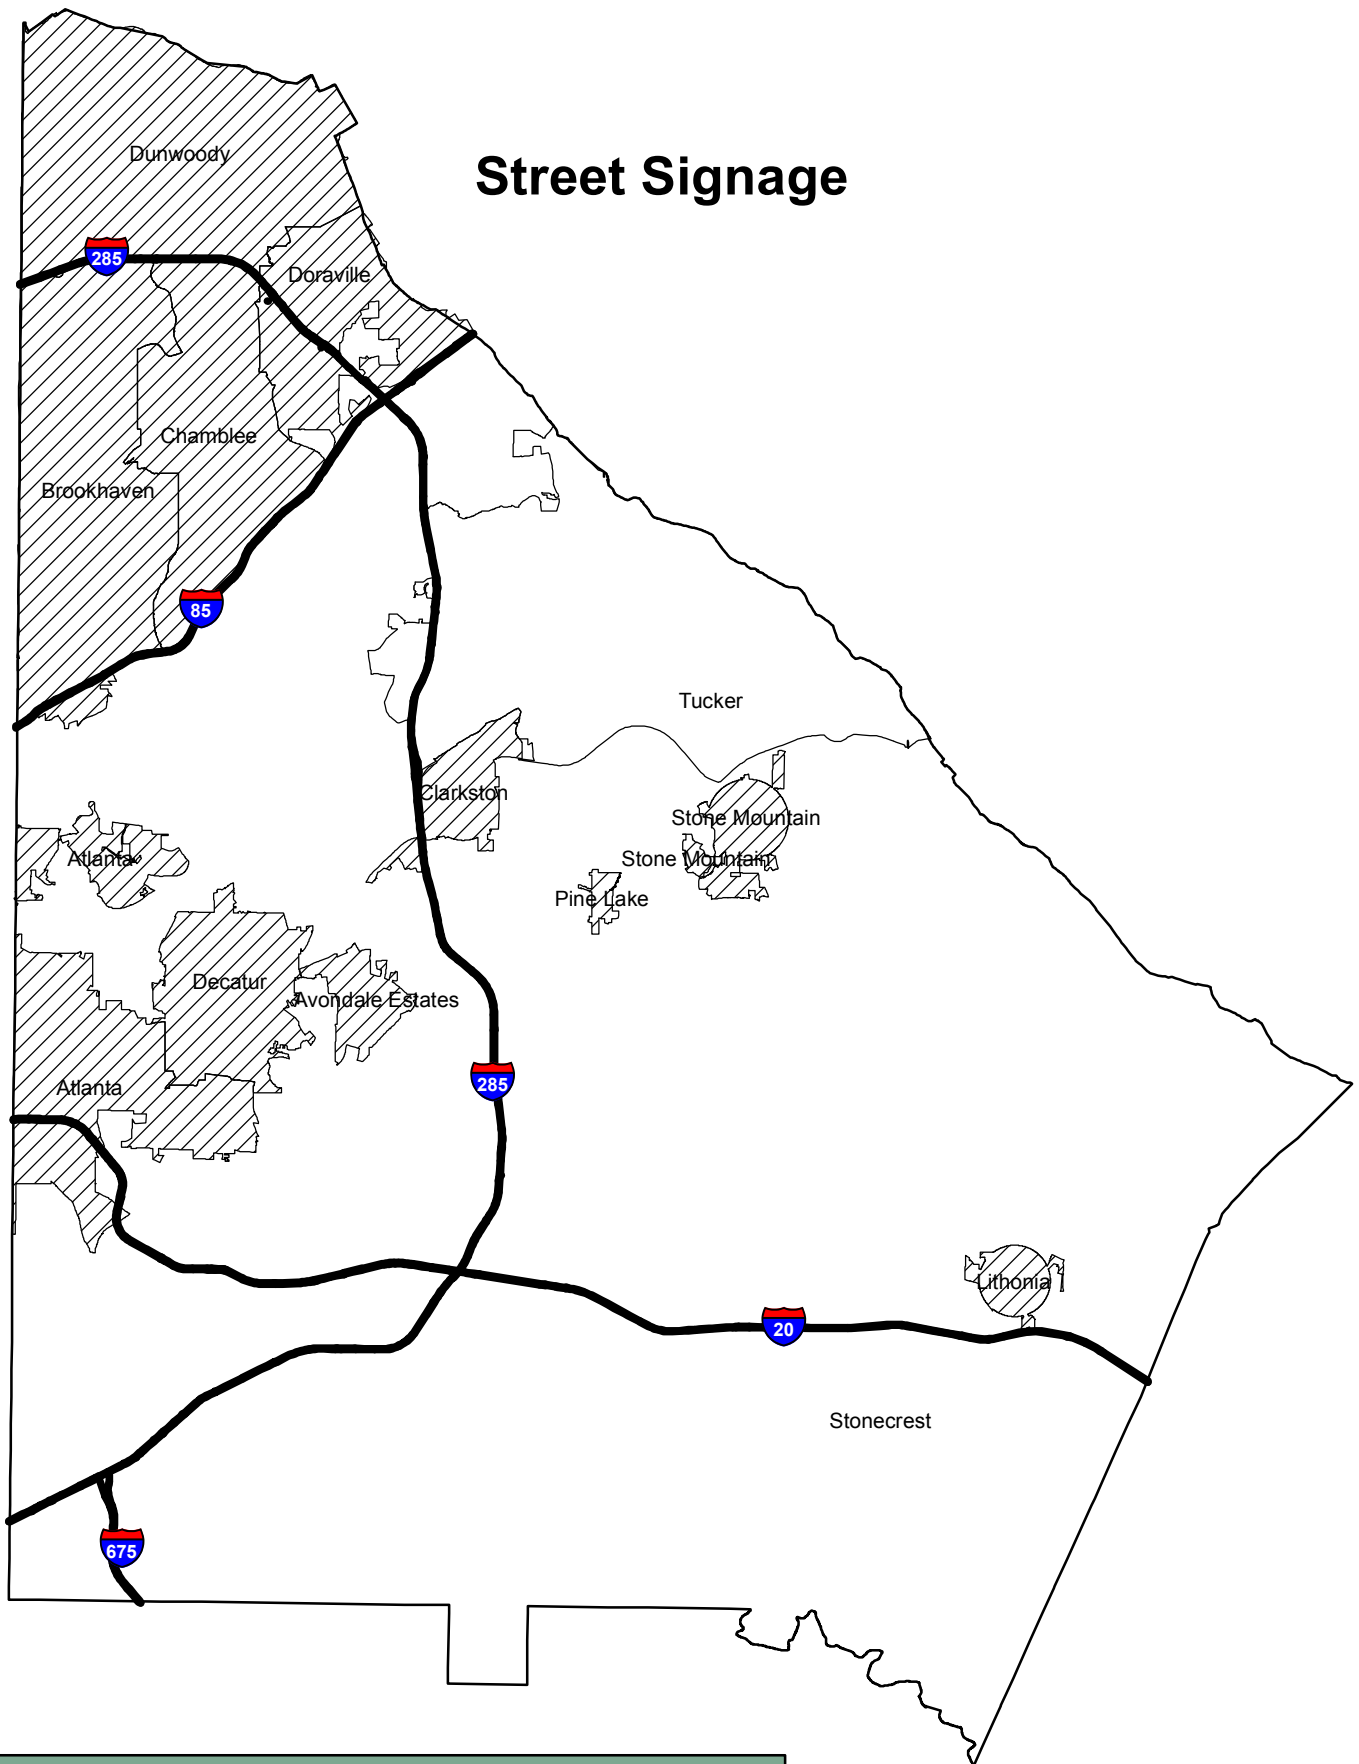 Dunwoody
Street Signage
285
Doraville
Chamblee
Brookhaven
85
Tucker
Clarkston
Stone Mountain
Atlanta
Stone Mountain
Pine Lake
Decatur
Avondale Estates
285
Atlanta
Lithonia
20
Stonecrest
675